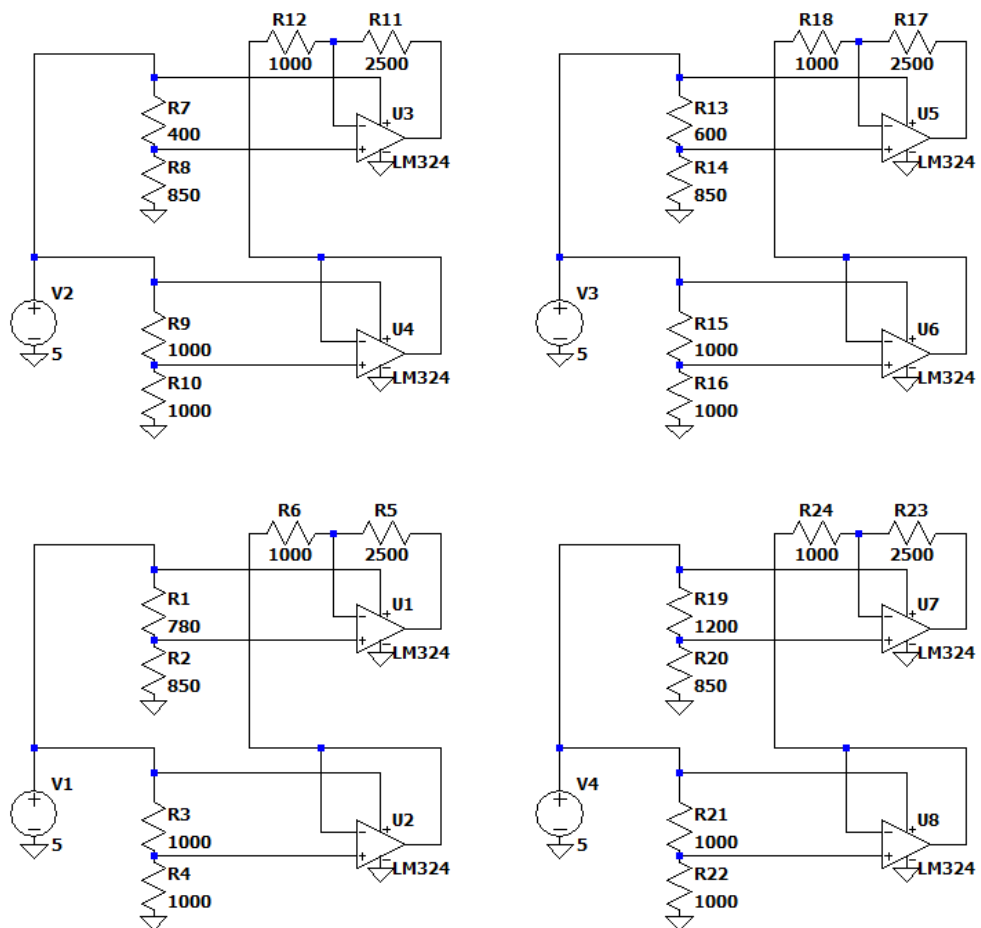 R12 R11
1000 2500
R7
400
U3
R8
850
LM324
V2
5
R9
1000
U4
R10
1000
LM324
R18 R17
1000 2500
R13
600
U5
R14
850
LM324
V3
5
R15
1000
U6
R16
1000
LM324
R6 R5
1000 2500
R1
780
U1
R2
850
LM324
V1
5
R3
1000
U2
R4
1000
LM324
R24 R23
1000 2500
R19
1200
U7
R20
850
LM324
V4
5
R21
1000
U8
R22
1000
LM324